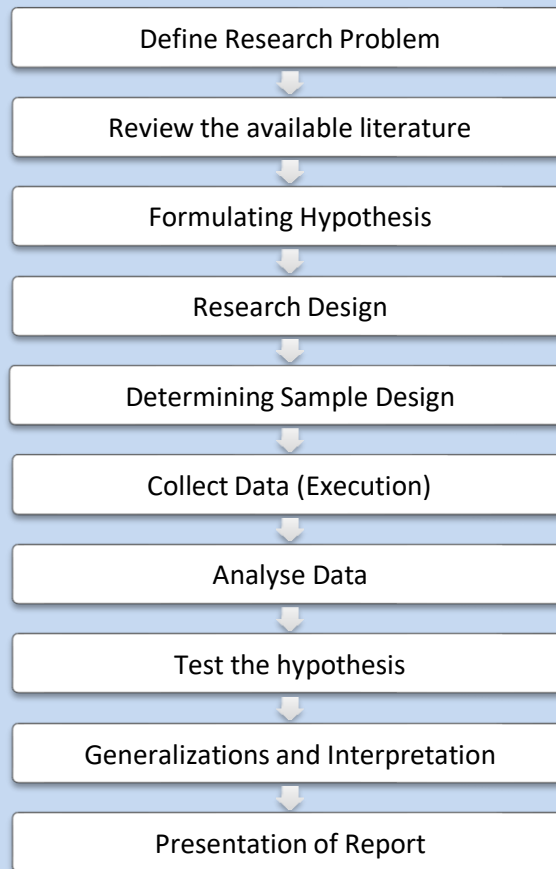 Define Research Problem
Review the available literature
Formulating Hypothesis
Research Design
Determining Sample Design
Collect Data (Execution)
Analyse Data
Test the hypothesis
Generalizations and Interpretation
Presentation of Report